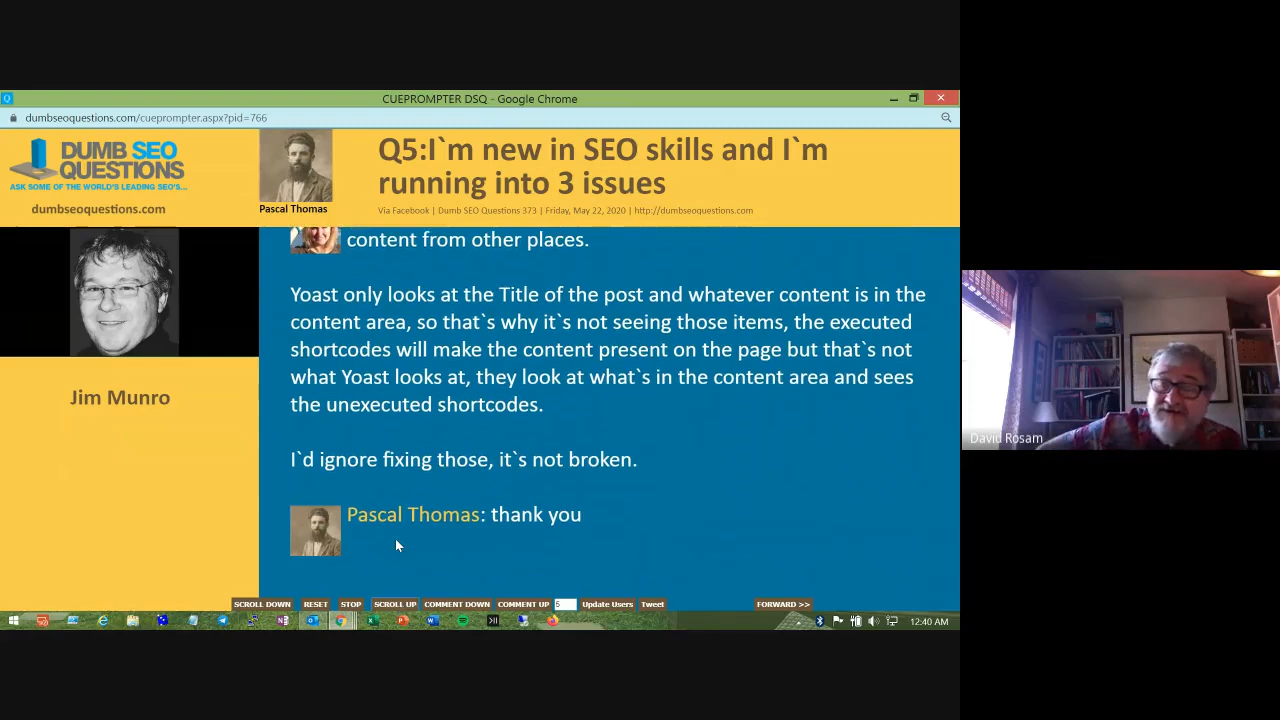 CUEPROMPTER DSQ - Google Chrome
dumbseoquestions.com/cueprompter.aspx?pid=766
DUMB SEO
QUESTIONS
ASK SOME OF THE WORLD'S LEADING SEO'S...
dumbseoquestions.com
Pascal Thomas
Q5:I`m new in SEO skills and I`m
running into 3 issues
Via Facebook | Dumb SEO Questions 373 | Friday, May 22, 2020 | http://dumbseoquestions.com
Jim Munro
content from other places.
Yoast only looks at the Title of the post and whatever content is in the
content area, so that`s why it`s not seeing those items, the executed
shortcodes will make the content present on the page but that`s not
what Yoast looks at, they look at what`s in the content area and sees
the unexecuted shortcodes.
I`d ignore fixing those, it`s not broken.
Pascal Thomas: thank you
SCROLL DOWN RESET STOP SCROLL UP COMMENT DOWN COMMENT UP 5 Update Users Tweet FORWARD >>
12:40 AM
David Rosam